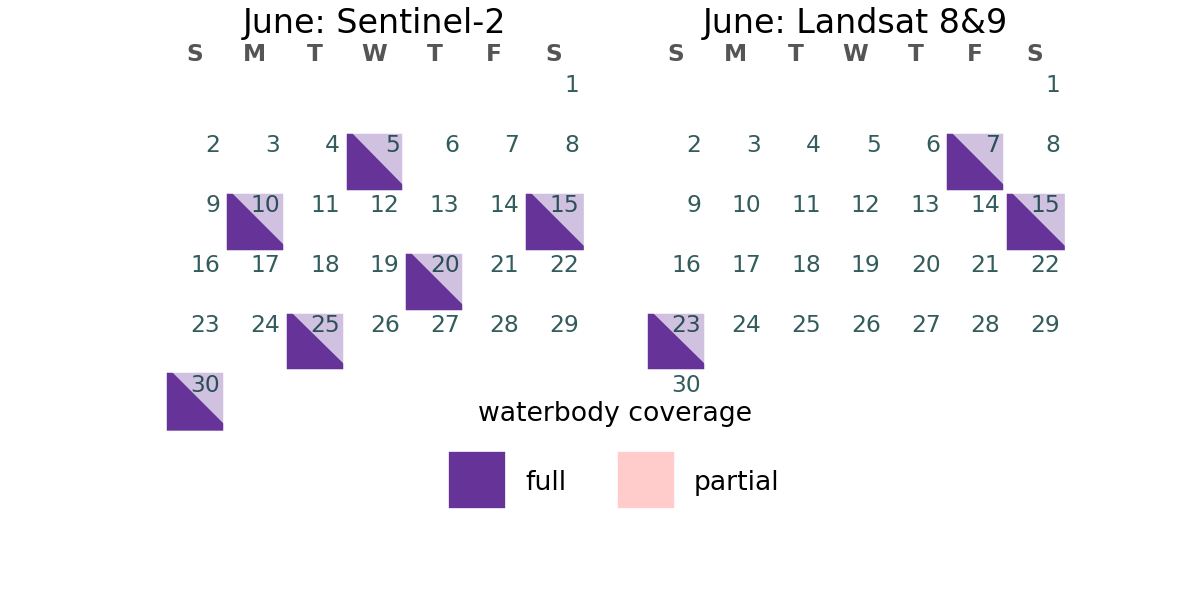 June: Sentinel-2
S M T W T F S
1
2 3 4 5 6 7 8
9 10 11 12 13 14 15
16 17 18 19 20 21 22
23 24 25 26 27 28 29
30
June: Landsat 8&9
S M T W T F S
1
2 3 4 5 6 7 8
9 10 11 12 13 14 15
16 17 18 19 20 21 22
23 24 25 26 27 28 29
30
waterbody coverage
full partial